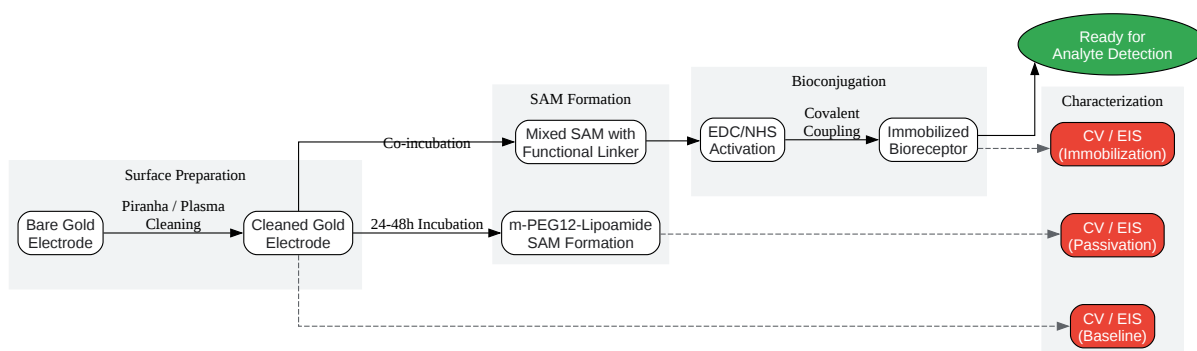 Ready for
Analyte Detection
Bioconjugation
SAM Formation
Characterization
Co-incubation
Mixed SAM with
Functional Linker
EDC/NHS
Activation
Covalent
Coupling
Immobilized
Bioreceptor
CV / EIS
(Immobilization)
Surface Preparation
Bare Gold
Electrode
Piranha / Plasma
Cleaning
Cleaned Gold
Electrode
24-48h Incubation
m-PEG12-Lipoamide
SAM Formation
CV / EIS
(Passivation)
CV / EIS
(Baseline)